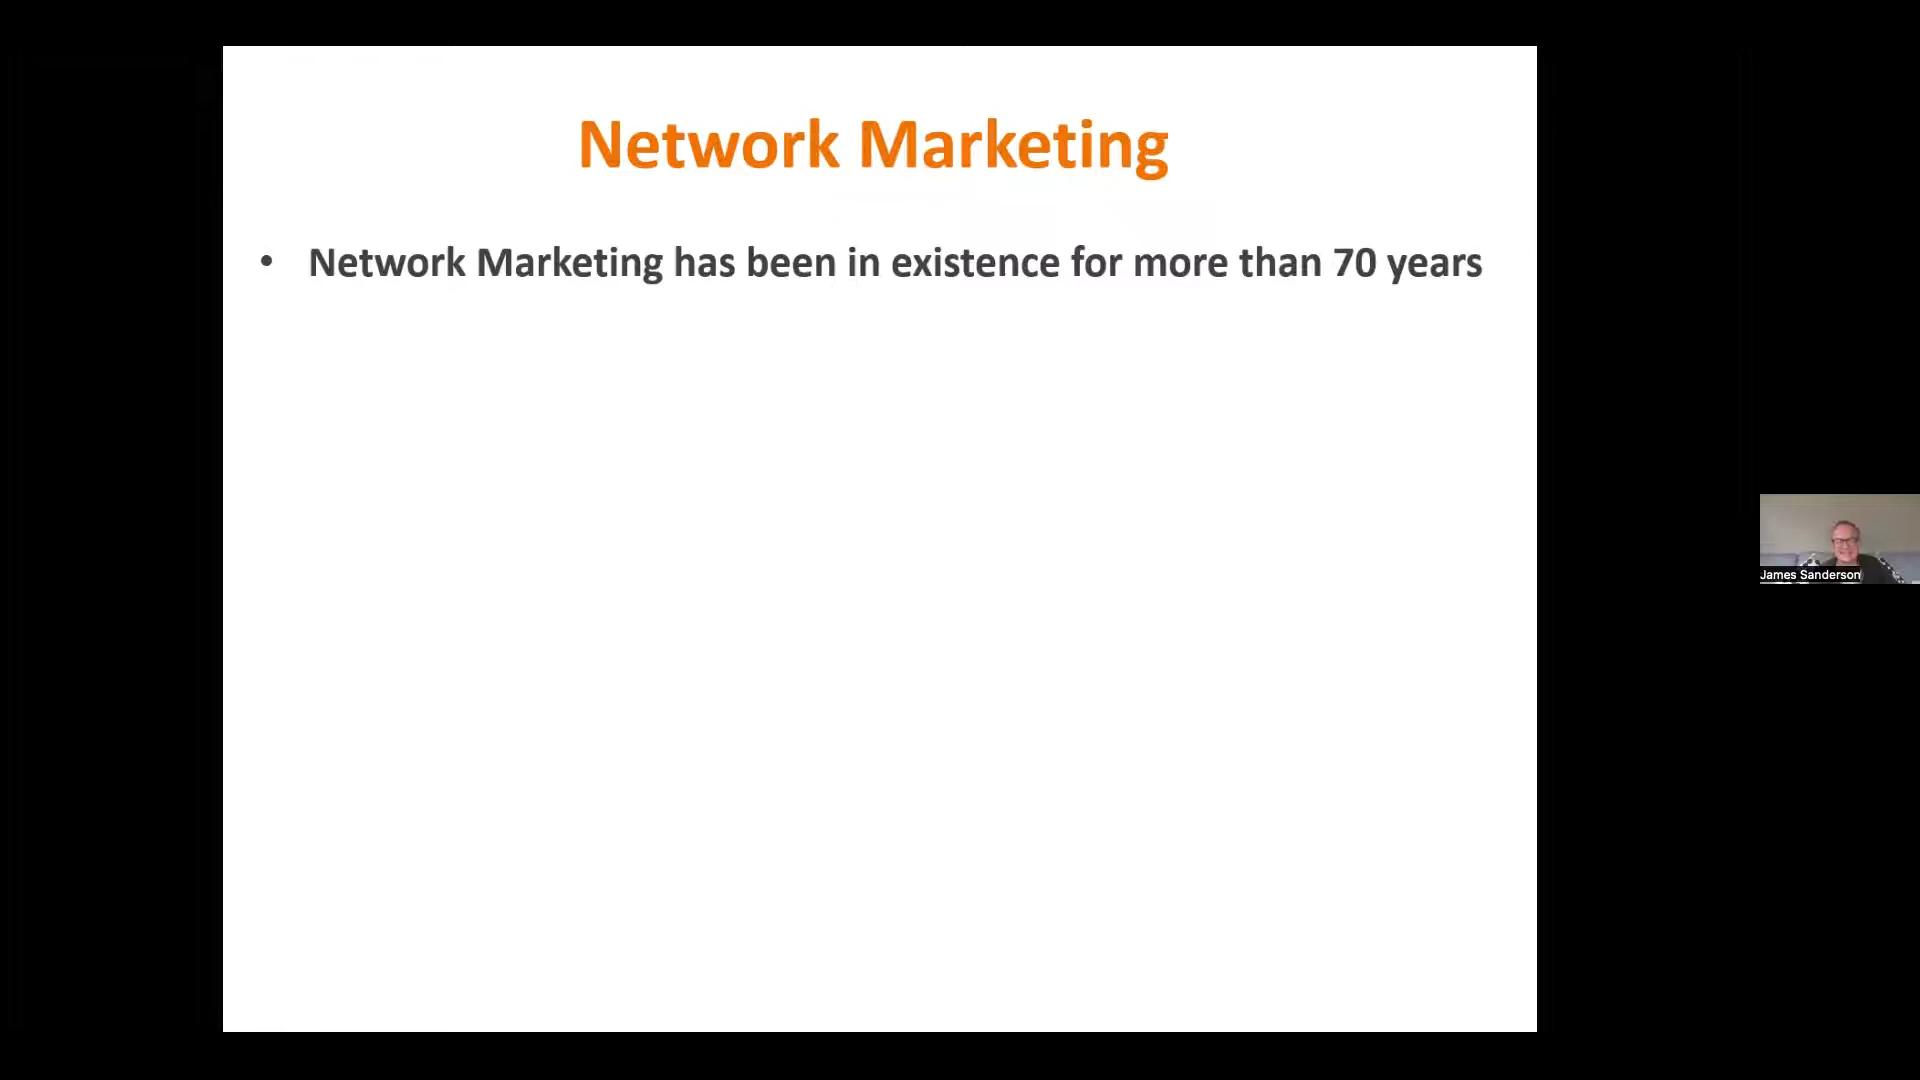 Network Marketing
• Network Marketing has been in existence for more than 70 years
James Sanderson